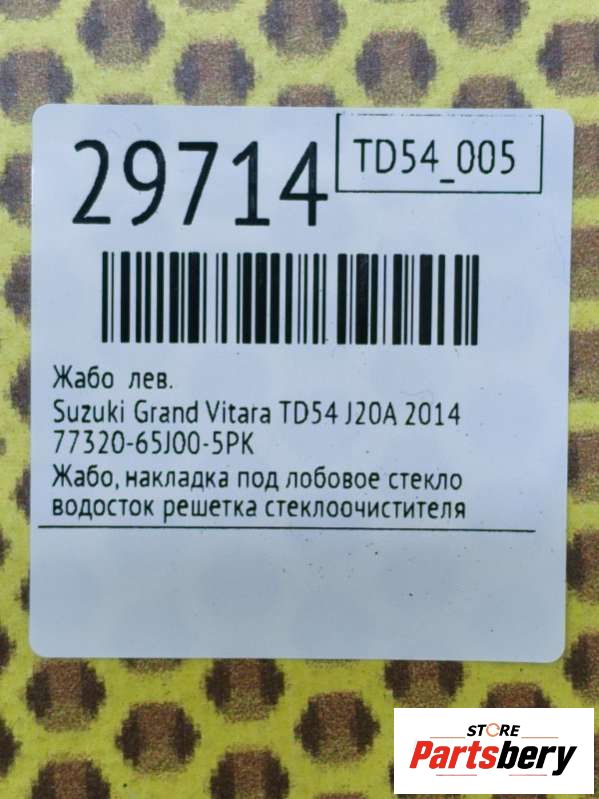 29714
TD54_005
Жабо лев.
Suzuki Grand Vitara TD54 J20A 2014
77320-65J00-5PK
Жабо, накладка под лобовое стекло
водосток решетка стеклоочистителя
STORE
Partsbery